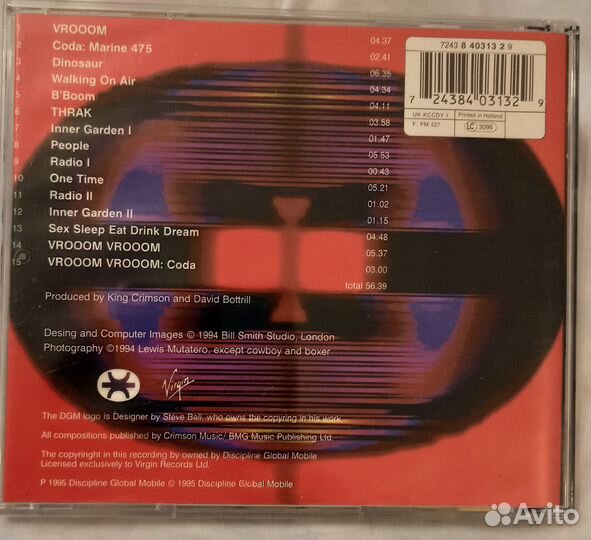 1 VROOOM 04.37
2 Coda: Marine 475 02.41
3 Dinosaur 06.35
4 Walking On Air 04.34
5 B'Boom 04.11
6 THRAK 03.58
7 Inner Garden I 01.47
8 People 05.53
9 Radio I 00.43
10 One Time 05.21
11 Radio II 01.02
12 Inner Garden II 01.15
13 Sex Sleep Eat Drink Dream 04.48
14 VROOOM VROOOM 05.37
15 VROOOM VROOOM: Coda 03.00
total 56.39
7243 8 40313 2 9
7 24384 03132 9
UK KCCDY 1
Printed in Holland
F: PM 527
LC 3098
Produced by King Crimson and David Bottrill
Desing and Computer Images © 1994 Bill Smith Studio, London
Photography ©1994 Lewis Mutatero, except cowboy and boxer
Virgin
The DGM logo is Designer by Steve Ball, who owns the copyring in his work
All compositions published by Crimson Music/ BMG Music Publishing Ltd.
The copyright in this recording by owned by Discipline Global Mobile
Licensed exclusively to Virgin Records Ltd.
P 1995 Discipline Global Mobile © 1995 Discipline Global Mobile
Avito